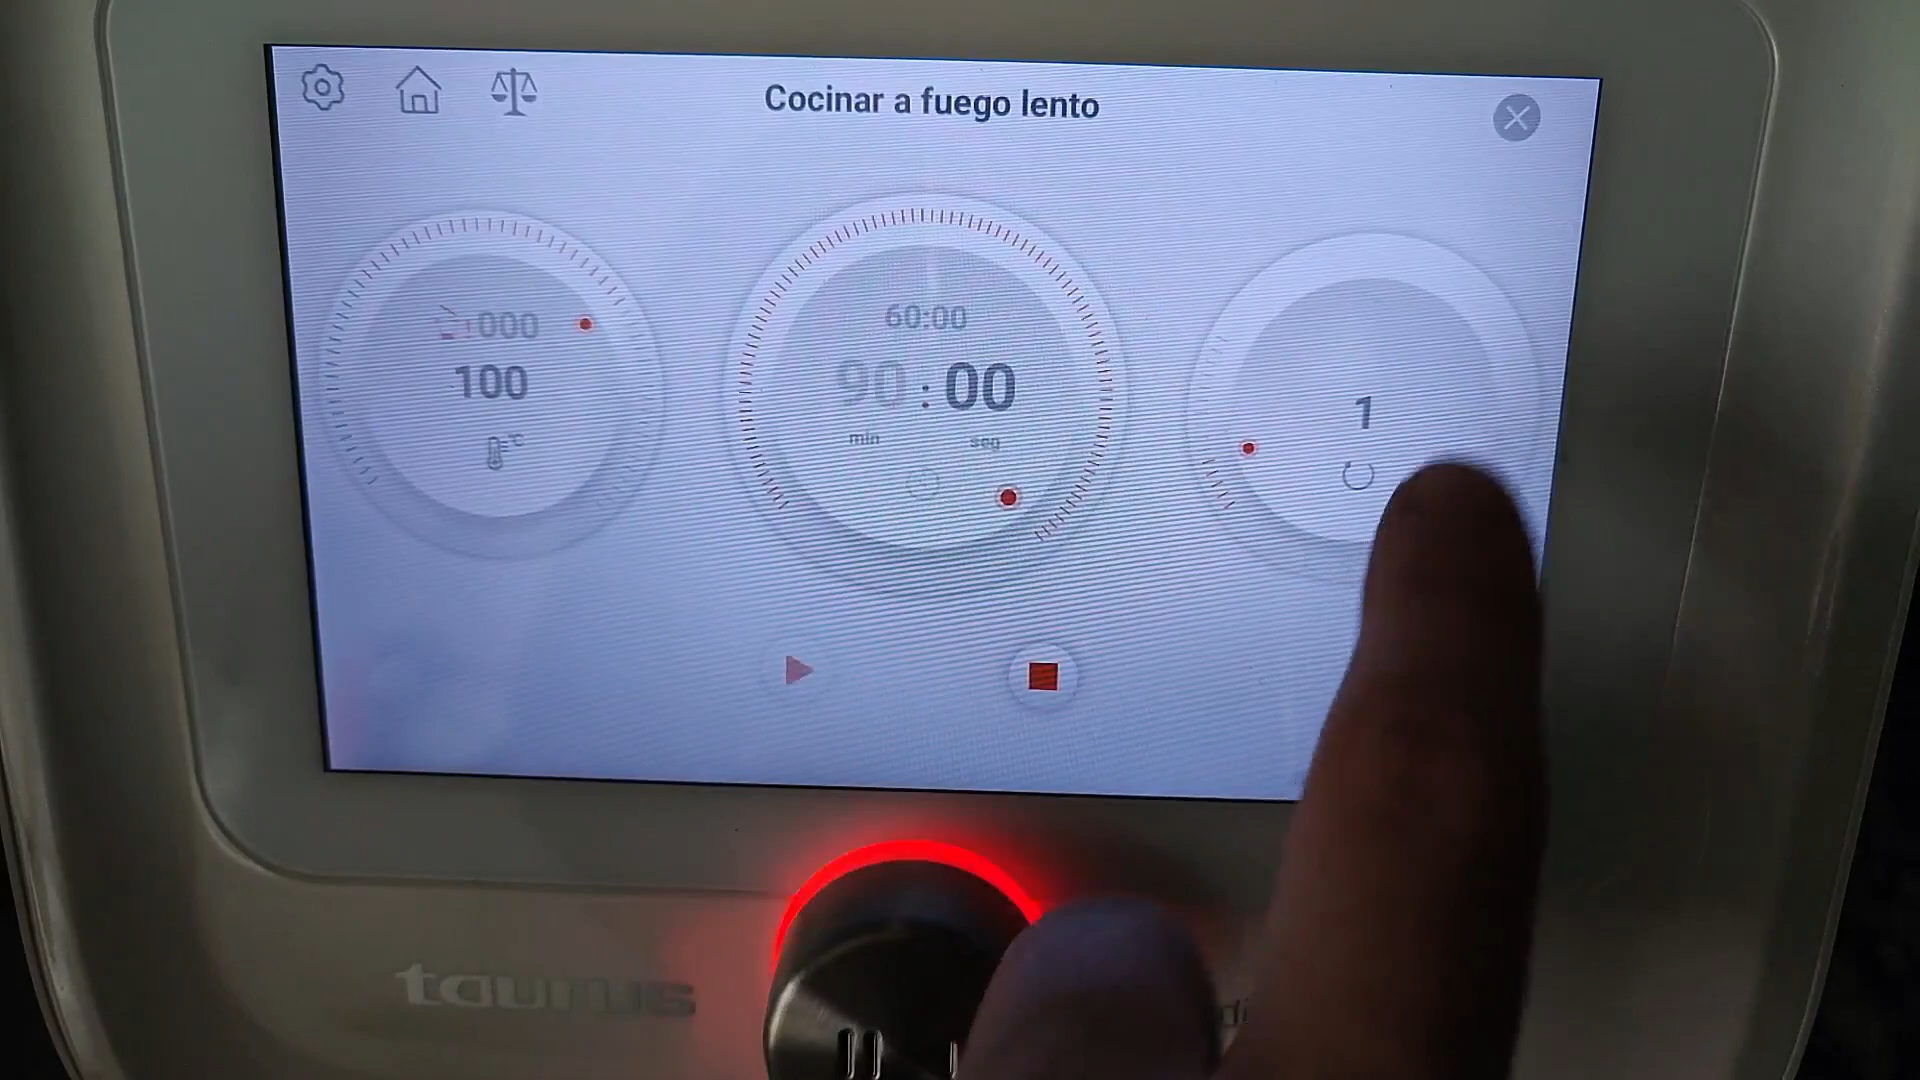 Cocinar a fuego lento
:000
100
°C
60:00
90:00
min
seg
1
taurus